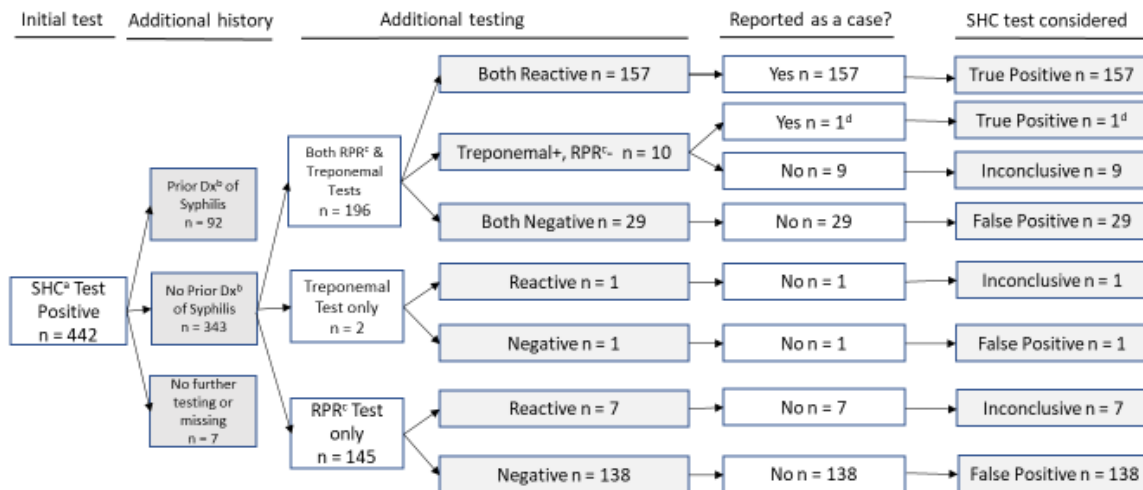 Initial test
Additional history
Additional testing
Reported as a case?
SHC test considered
SHCᵃ Test
Positive
n = 442
Prior Dxᵇ of
Syphilis
n = 92
No Prior Dxᵇ
of Syphilis
n = 343
No further
testing or
missing
n = 7
Both RPRᶜ &
Treponemal
Tests
n = 196
Treponemal
Test only
n = 2
RPRᶜ Test
only
n = 145
Both Reactive n = 157
Yes n = 157
True Positive n = 157
Treponemal+, RPRᶜ- n = 10
Yes n = 1ᵈ
True Positive n = 1ᵈ
No n = 9
Inconclusive n = 9
Both Negative n = 29
No n = 29
False Positive n = 29
Reactive n = 1
No n = 1
Inconclusive n = 1
Negative n = 1
No n = 1
False Positive n = 1
Reactive n = 7
No n = 7
Inconclusive n = 7
Negative n = 138
No n = 138
False Positive n = 138